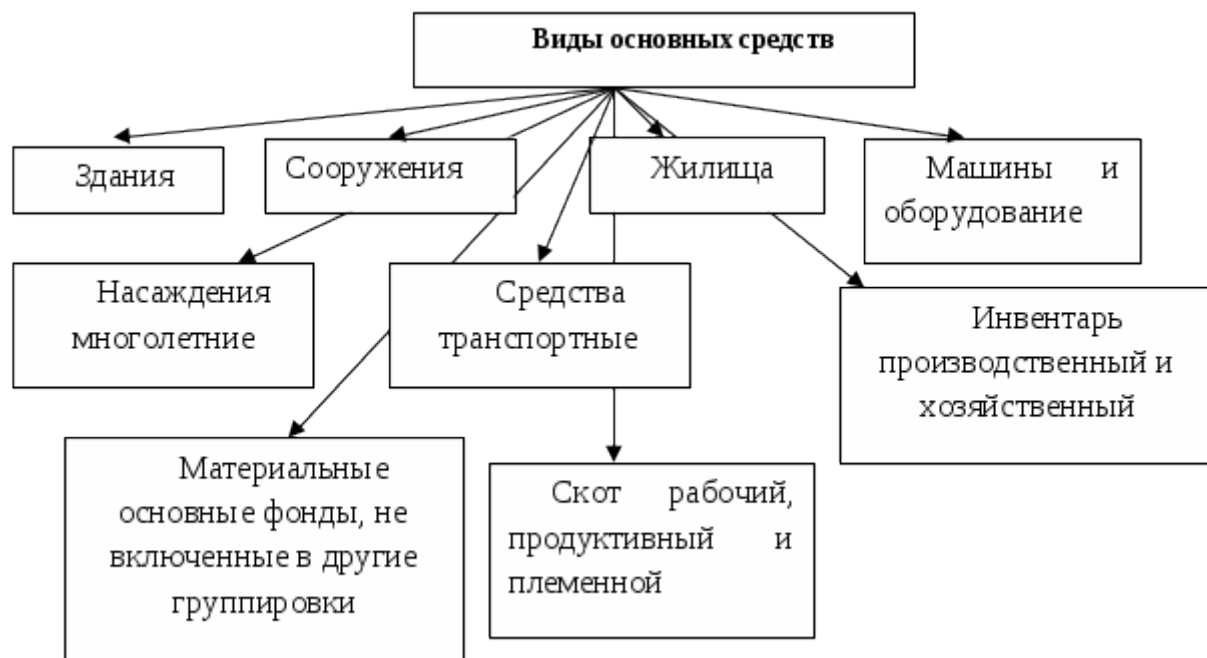 Виды основных средств
Здания
Сооружения
Жилища
Машины и
оборудование
Насаждения
многолетние
Средства
транспортные
Инвентарь
производственный и
хозяйственный
Материальные
основные фонды, не
включенные в другие
группировки
Скот рабочий,
продуктивный и
племенной